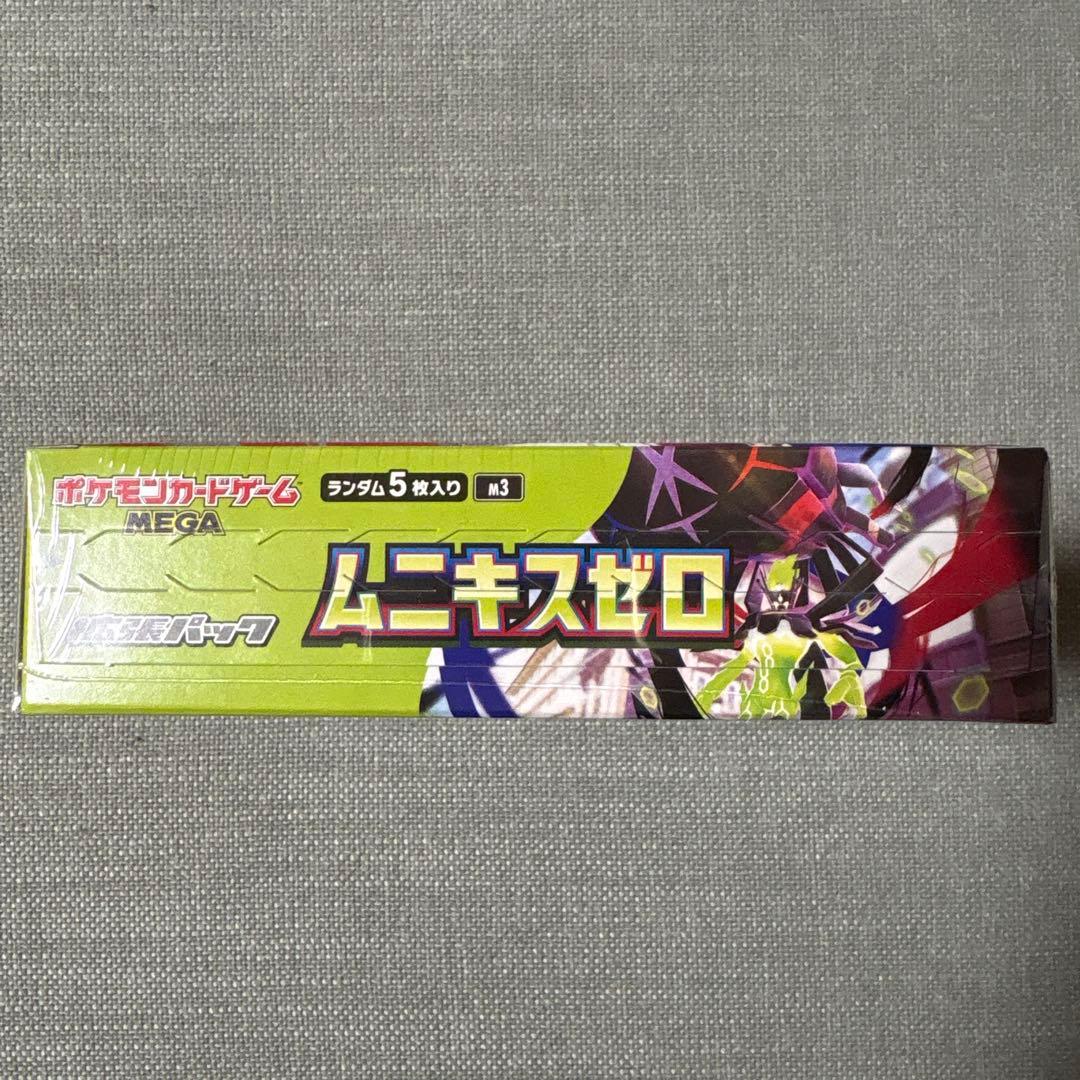 ポケモンカードゲーム
MEGA
ランダム5枚入り M3
拡張パック
ムニキスゼロ